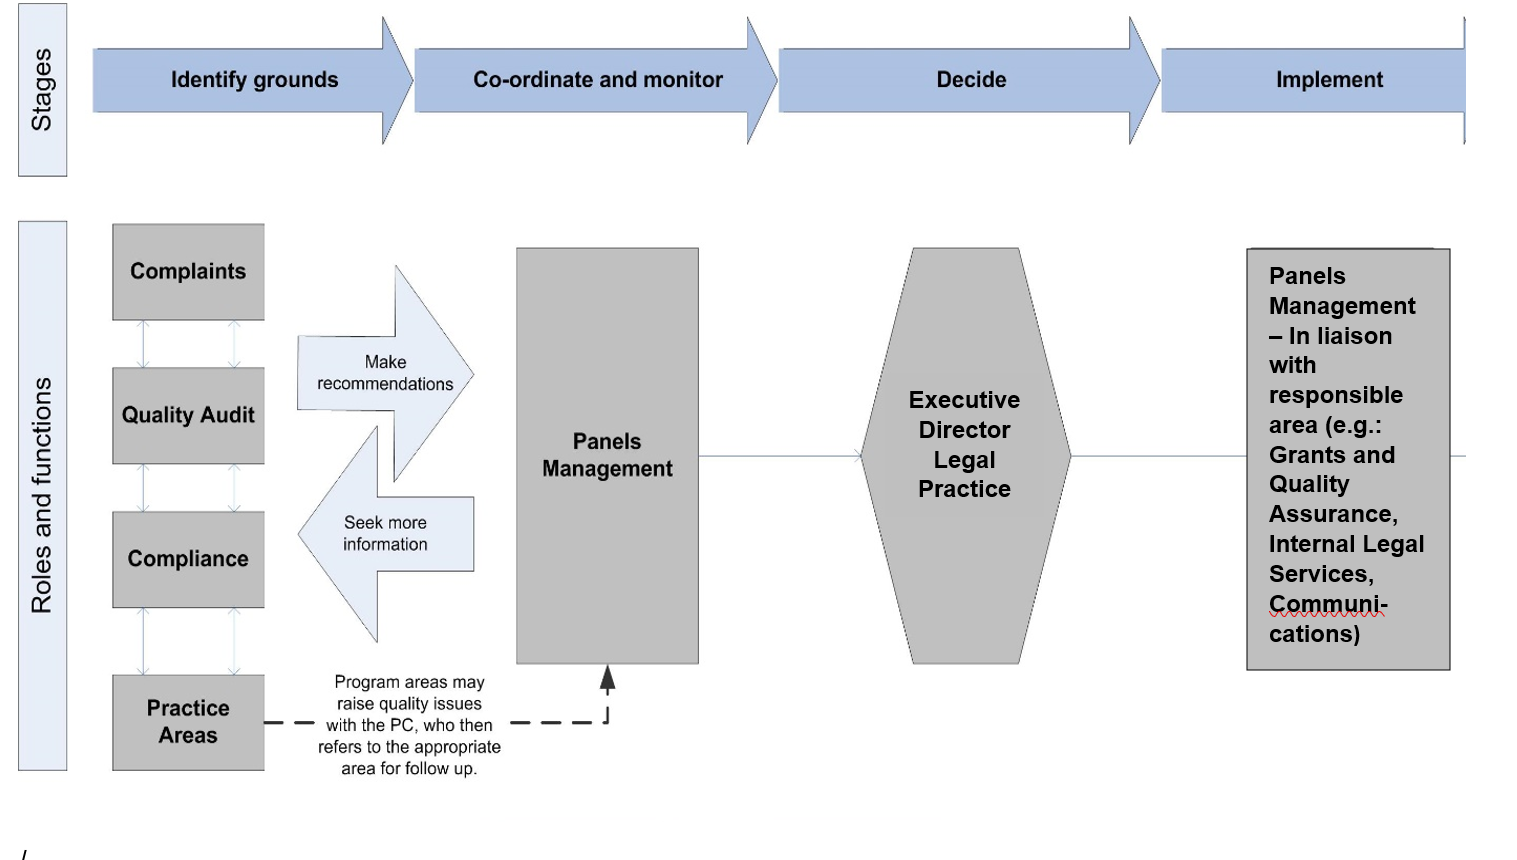 Stages
Identify grounds
Co-ordinate and monitor
Decide
Implement
Roles and functions
Complaints
Quality Audit
Compliance
Practice
Areas
Make
recommendations
Seek more
information
Program areas may
raise quality issues
with the PC, who then
refers to the appropriate
area for follow up.
Panels
Management
Executive
Director
Legal
Practice
Panels
Management
– In liaison
with
responsible
area (e.g.:
Grants and
Quality
Assurance,
Internal Legal
Services,
Communi-
cations)
/